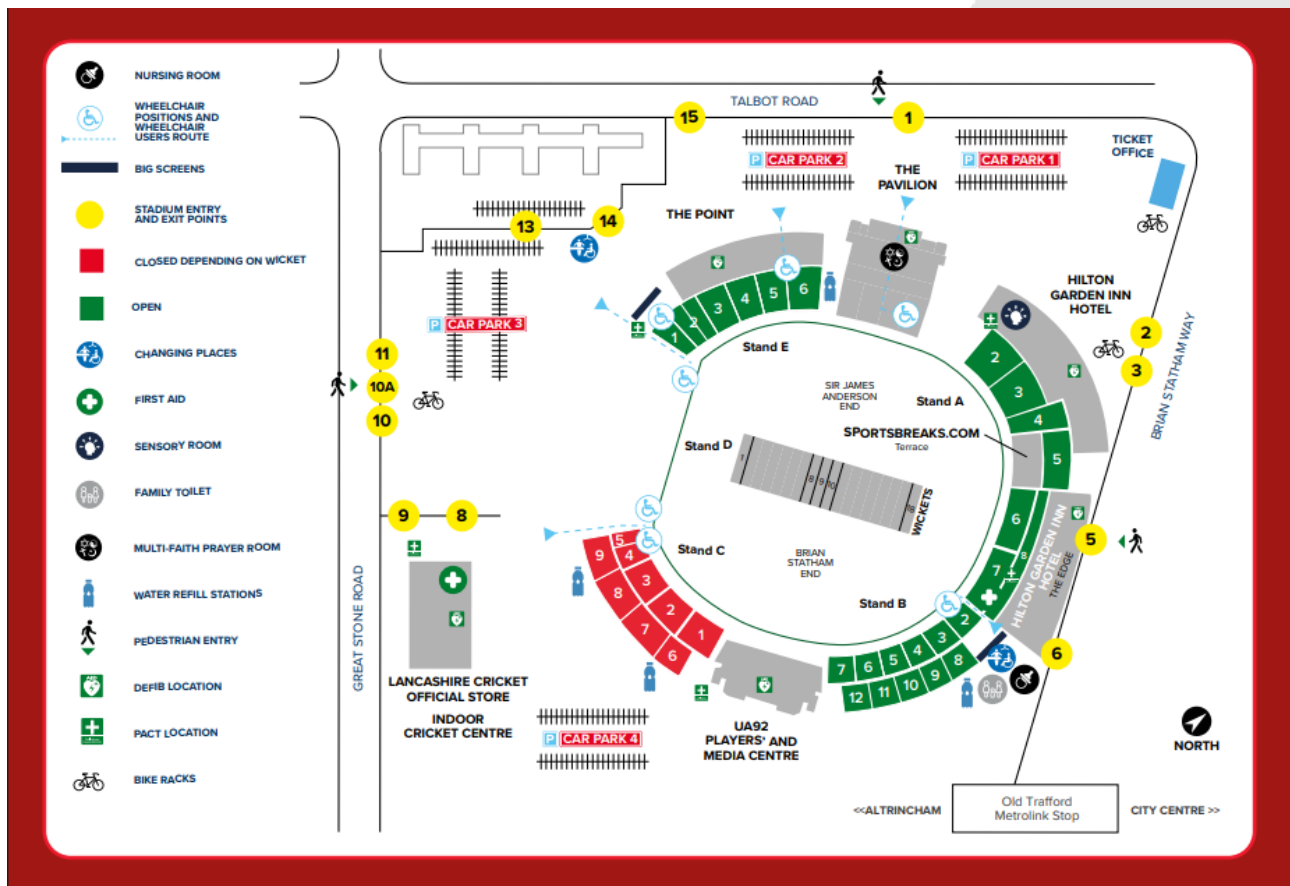 NURSING ROOM
WHEELCHAIR
POSITIONS AND
WHEELCHAIR
USERS ROUTE
BIG SCREENS
STADIUM ENTRY
AND EXIT POINTS
CLOSED DEPENDING ON WICKET
OPEN
CHANGING PLACES
FIRST AID
SENSORY ROOM
FAMILY TOILET
MULTI-FAITH PRAYER ROOM
WATER REFILL STATIONS
PEDESTRIAN ENTRY
DEFIB LOCATION
PACT LOCATION
BIKE RACKS
TALBOT ROAD
15
1
P CAR PARK 2
P CAR PARK 1
TICKET
OFFICE
THE
PAVILION
THE POINT
13
14
P CAR PARK 3
11
10A
10
9
8
GREAT STONE ROAD
1
2
3
4
5
6
Stand E
HILTON
GARDEN INN
HOTEL
2
3
BRIAN STATHAM WAY
2
3
4
5
Stand A
SIR JAMES
ANDERSON
END
SPORTSBREAKS.COM
Terrace
Stand D
1
8
9
10
WICKETS
BRIAN
STATHAM
END
Stand C
5
4
3
2
1
9
8
7
6
6
7
8
HILTON GARDEN INN
HOTEL
THE EDGE
5
6
Stand B
2
3
4
5
6
7
8
9
10
11
12
LANCASHIRE CRICKET
OFFICIAL STORE
INDOOR
CRICKET CENTRE
P CAR PARK 4
UA92
PLAYERS' AND
MEDIA CENTRE
NORTH
<<ALTRINCHAM
Old Trafford
Metrolink Stop
CITY CENTRE >>